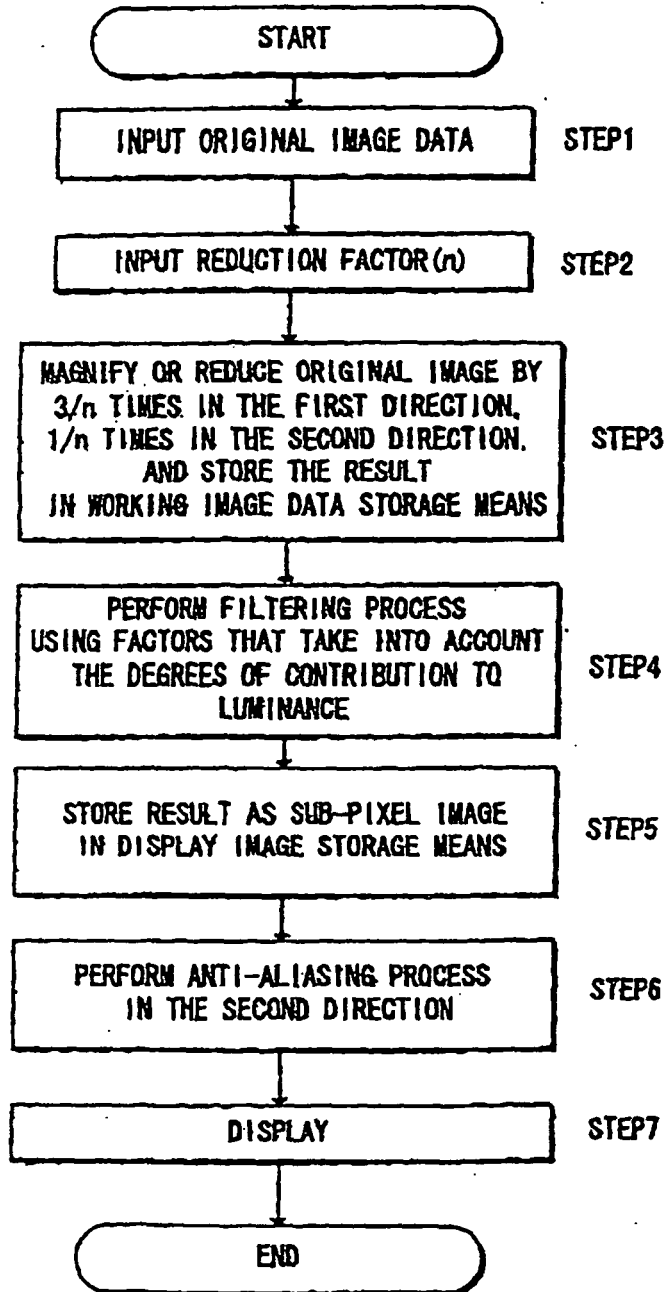 START
INPUT ORIGINAL IMAGE DATA STEP1
INPUT REDUCTION FACTOR(n) STEP2
MAGNIFY OR REDUCE ORIGINAL IMAGE BY
3/n TIMES IN THE FIRST DIRECTION,
1/n TIMES IN THE SECOND DIRECTION.
AND STORE THE RESULT
IN WORKING IMAGE DATA STORAGE MEANS
STEP3
PERFORM FILTERING PROCESS
USING FACTORS THAT TAKE INTO ACCOUNT
THE DEGREES OF CONTRIBUTION TO
LUMINANCE
STEP4
STORE RESULT AS SUB-PIXEL IMAGE
IN DISPLAY IMAGE STORAGE MEANS
STEP5
PERFORM ANTI-ALIASING PROCESS
IN THE SECOND DIRECTION
STEP6
DISPLAY STEP7
END